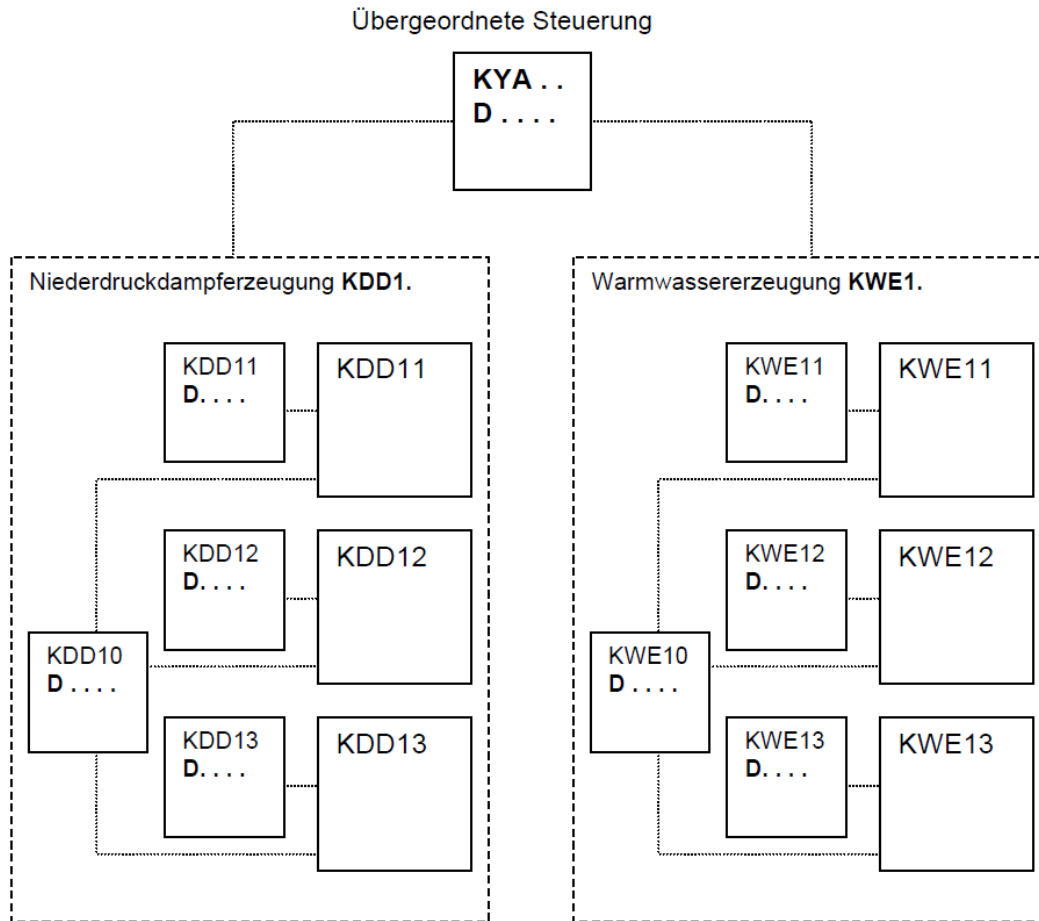 Übergeordnete Steuerung
KYA . .
D . . . .
Niederdruckdampferzeugung KDD1.
KDD11
D. . . .
KDD11
KDD12
D. . . .
KDD12
KDD10
D . . . .
KDD13
D. . . .
KDD13
Warmwassererzeugung KWE1.
KWE11
D. . . .
KWE11
KWE12
D. . . .
KWE12
KWE10
D . . . .
KWE13
D. . . .
KWE13